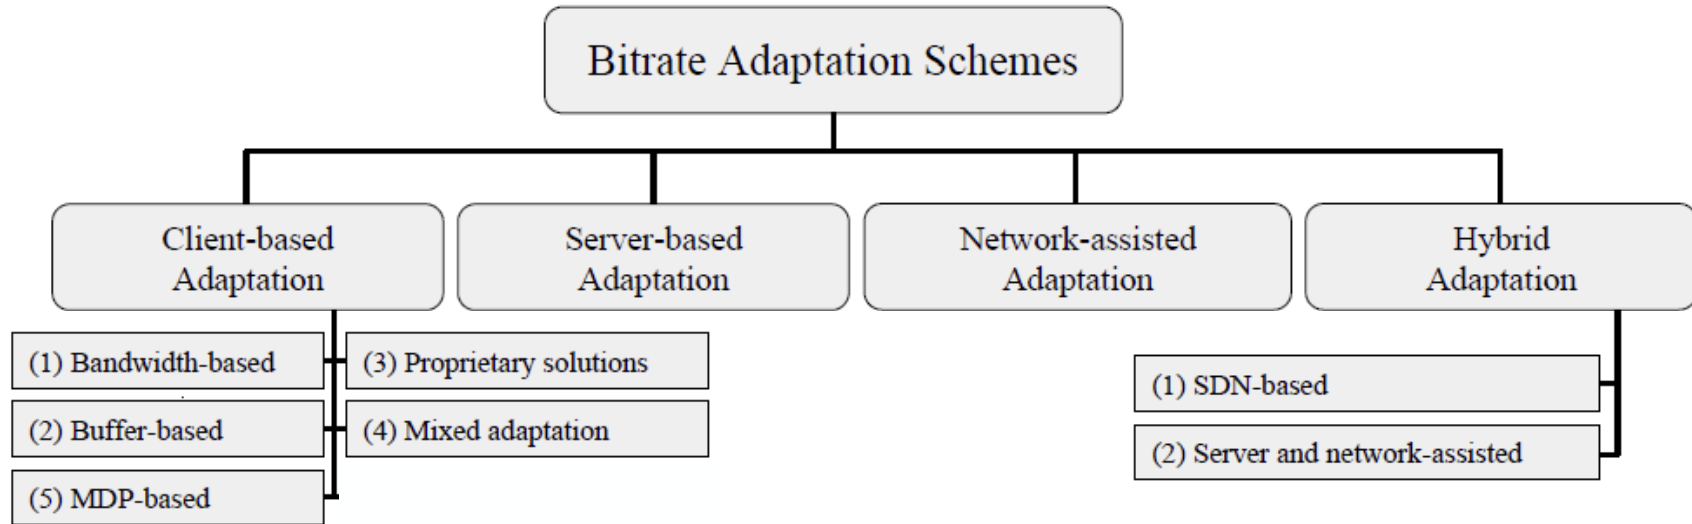 Bitrate Adaptation Schemes
Client-based
Adaptation
Server-based
Adaptation
Network-assisted
Adaptation
Hybrid
Adaptation
(1) Bandwidth-based
(3) Proprietary solutions
(2) Buffer-based
(4) Mixed adaptation
(5) MDP-based
(1) SDN-based
(2) Server and network-assisted